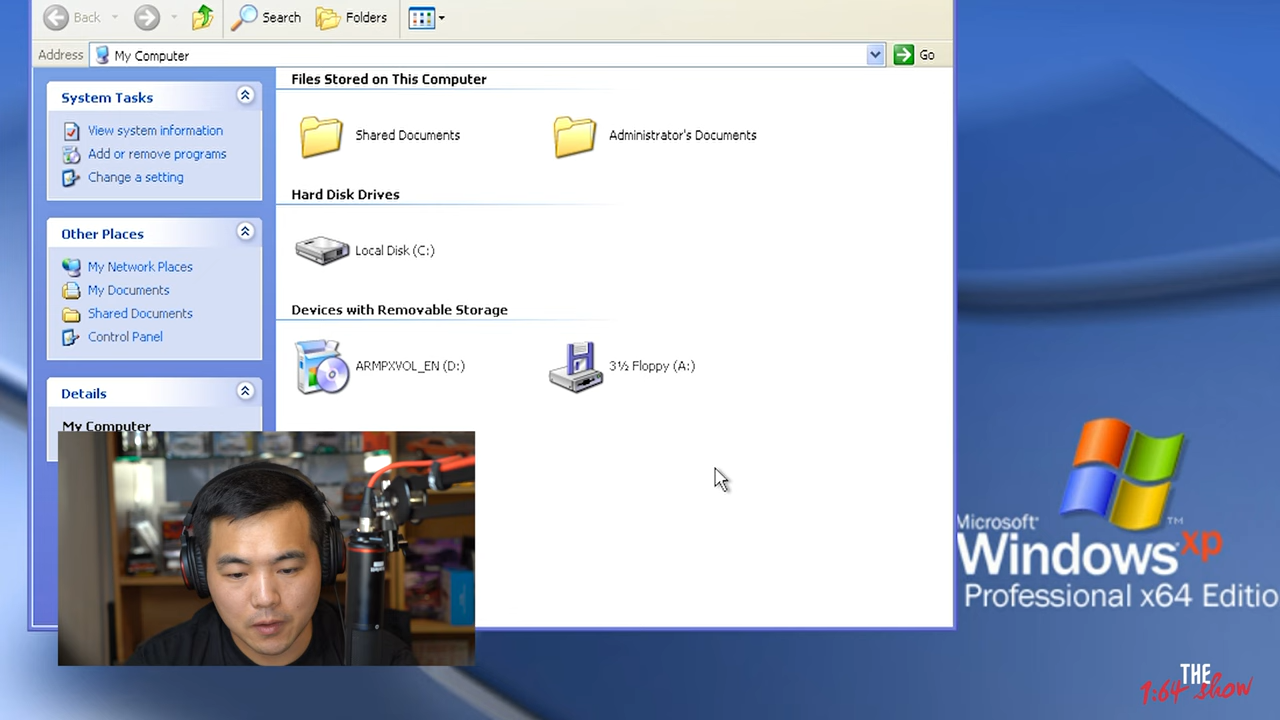 Back
Search
Folders
Address
My Computer
Go
System Tasks
View system information
Add or remove programs
Change a setting
Other Places
My Network Places
My Documents
Shared Documents
Control Panel
Details
My Computer
Files Stored on This Computer
Shared Documents
Administrator's Documents
Hard Disk Drives
Local Disk (C:)
Devices with Removable Storage
ARMPXVOL_EN (D:)
3½ Floppy (A:)
Microsoft®
Windows xp™
Professional x64 Editio
THE
1:64 show